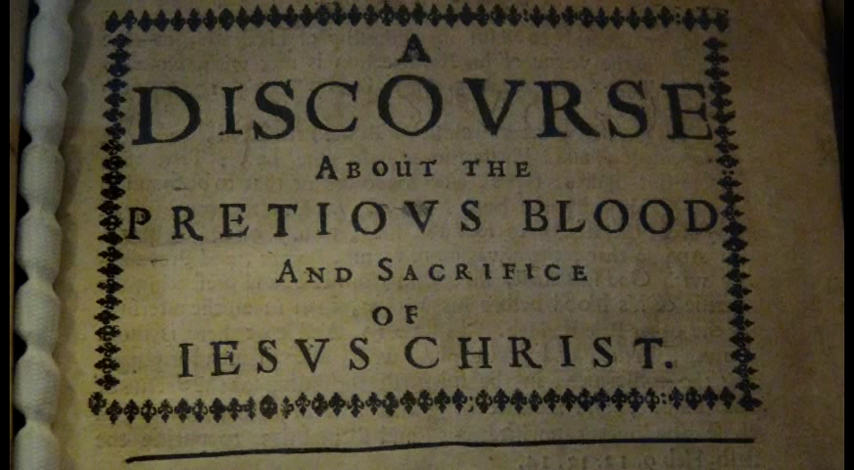 A
DISCOVRSE
ABOUT THE
PRETIOVS BLOOD
AND SACRIFICE
OF
IESVS CHRIST.